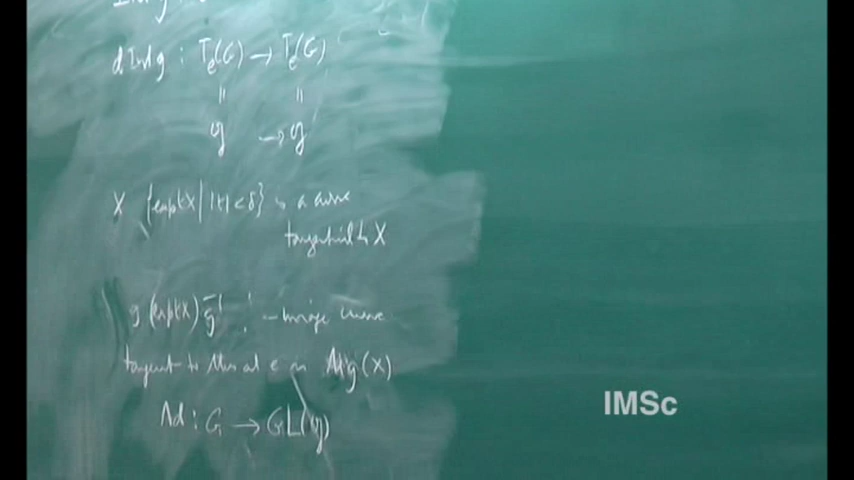 d Int g : T_e(G) → T_e(G)
|| ||
𝔤 → 𝔤
X {exp tX | |t| < δ} is a curve
tangential to X
g (exp tX) g⁻¹ – image curve
tangent to this at e is Ad g (X)
Ad : G → GL(𝔤)
IMSc